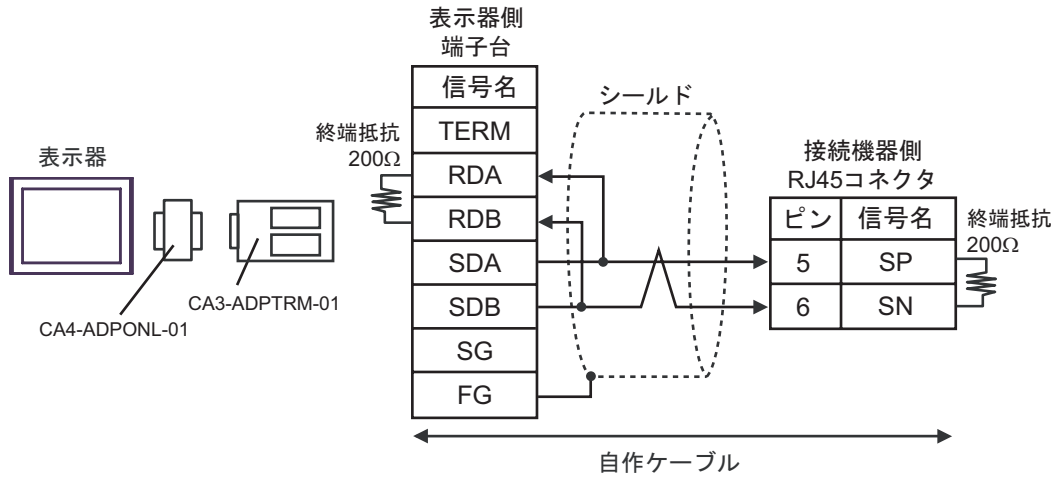 表示器側
端子台
信号名
TERM
RDA
RDB
SDA
SDB
SG
FG
終端抵抗
200Ω
表示器
CA4-ADPONL-01
CA3-ADPTRM-01
シールド
接続機器側
RJ45コネクタ
ピン 信号名
5 SP
6 SN
終端抵抗
200Ω
自作ケーブル